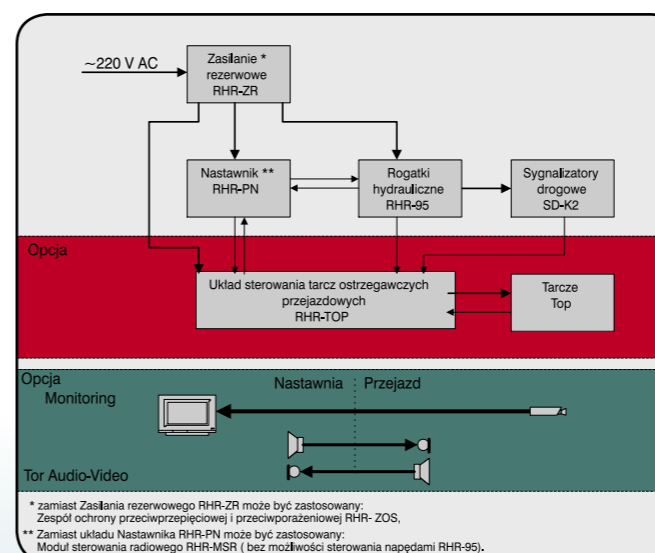 ~220 V AC
Zasilanie *
rezerwowe
RHR-ZR
Nastawnik **
RHR-PN
Rogatki
hydrauliczne
RHR-95
Sygnalizatory
drogowe
SD-K2
Opcja
Układ sterowania tarcz ostrzegawczych
przejazdowych
RHR-TOP
Tarcze
Top
Opcja
Monitoring
Nastawnia
Przejazd
Tor Audio-Video
* zamiast Zasilania rezerwowego RHR-ZR może być zastosowany:
Zespół ochrony przeciwprzepięciowej i przeciwporażeniowej RHR- ZOS,
** Zamiast układu Nastawnika RHR-PN może być zastosowany:
Moduł sterowania radiowego RHR-MSR ( bez możliwości sterowania napędami RHR-95).